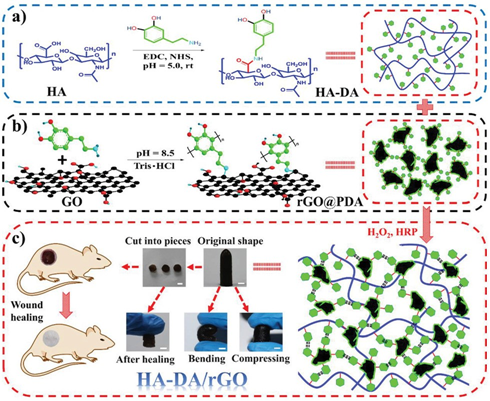 a)
EDC, NHS,
pH = 5.0, rt
HA
HA-DA
b)
pH = 8.5
Tris·HCl
GO
rGO@PDA
H₂O₂, HRP
c)
Cut into pieces
Original shape
Wound
healing
After healing
Bending
Compressing
HA-DA/rGO